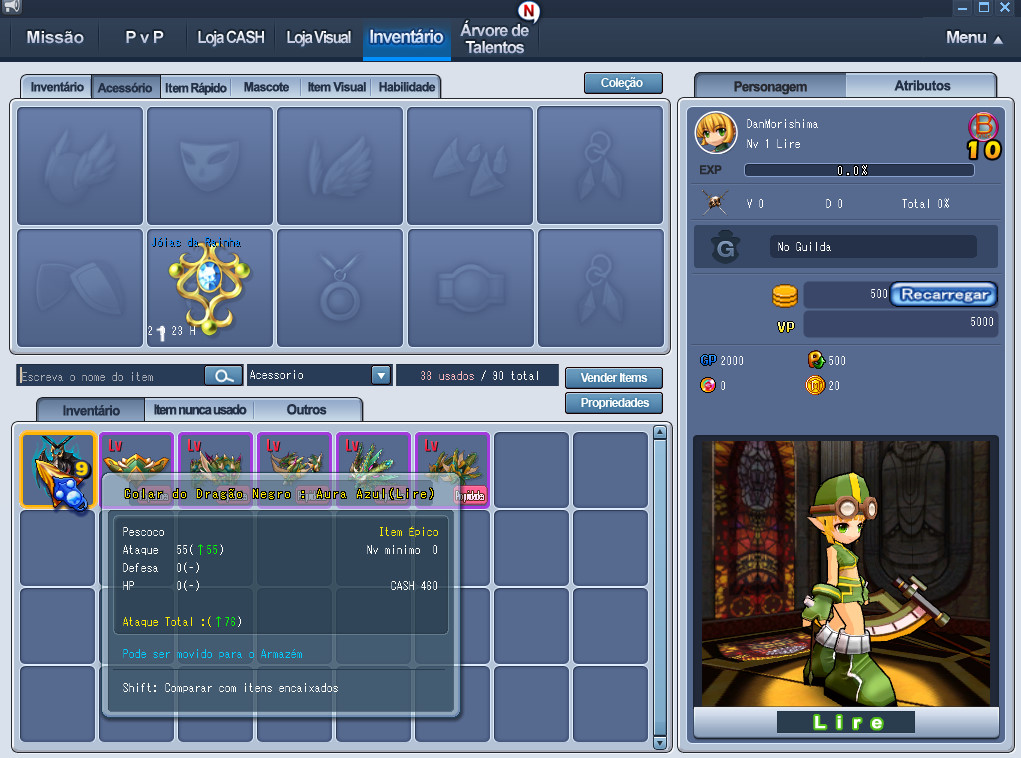 N
Missão
P v P
Loja CASH
Loja Visual
Inventário
Árvore de
Talentos
Menu
Inventário
Acessório
Item Rápido
Mascote
Item Visual
Habilidade
Coleção
Jóias da Rainha
2
23 H
Escreva o nome do item
Acessorio
33 usados / 90 total
Vender Items
Propriedades
Inventário
Item nunca usado
Outros
9
Lv
Lv
Lv
Lv
Lv
Colar do Dragão Negro : Aura Azul(Lire)
Pescoco
Item Épico
Ataque 55(↑55)
Nv minimo 0
Defesa 0(-)
HP 0(-)
CASH 460
Ataque Total :(↑76)
Pode ser movido para o Armazém
Shift: Comparar com itens encaixados
Personagem
Atributos
DanMorishima
Nv 1 Lire
B
10
EXP
0.0%
V 0
D 0
Total 0%
G
No Guilda
500
Recarregar
VP
5000
GP 2000
500
0
20
Lire